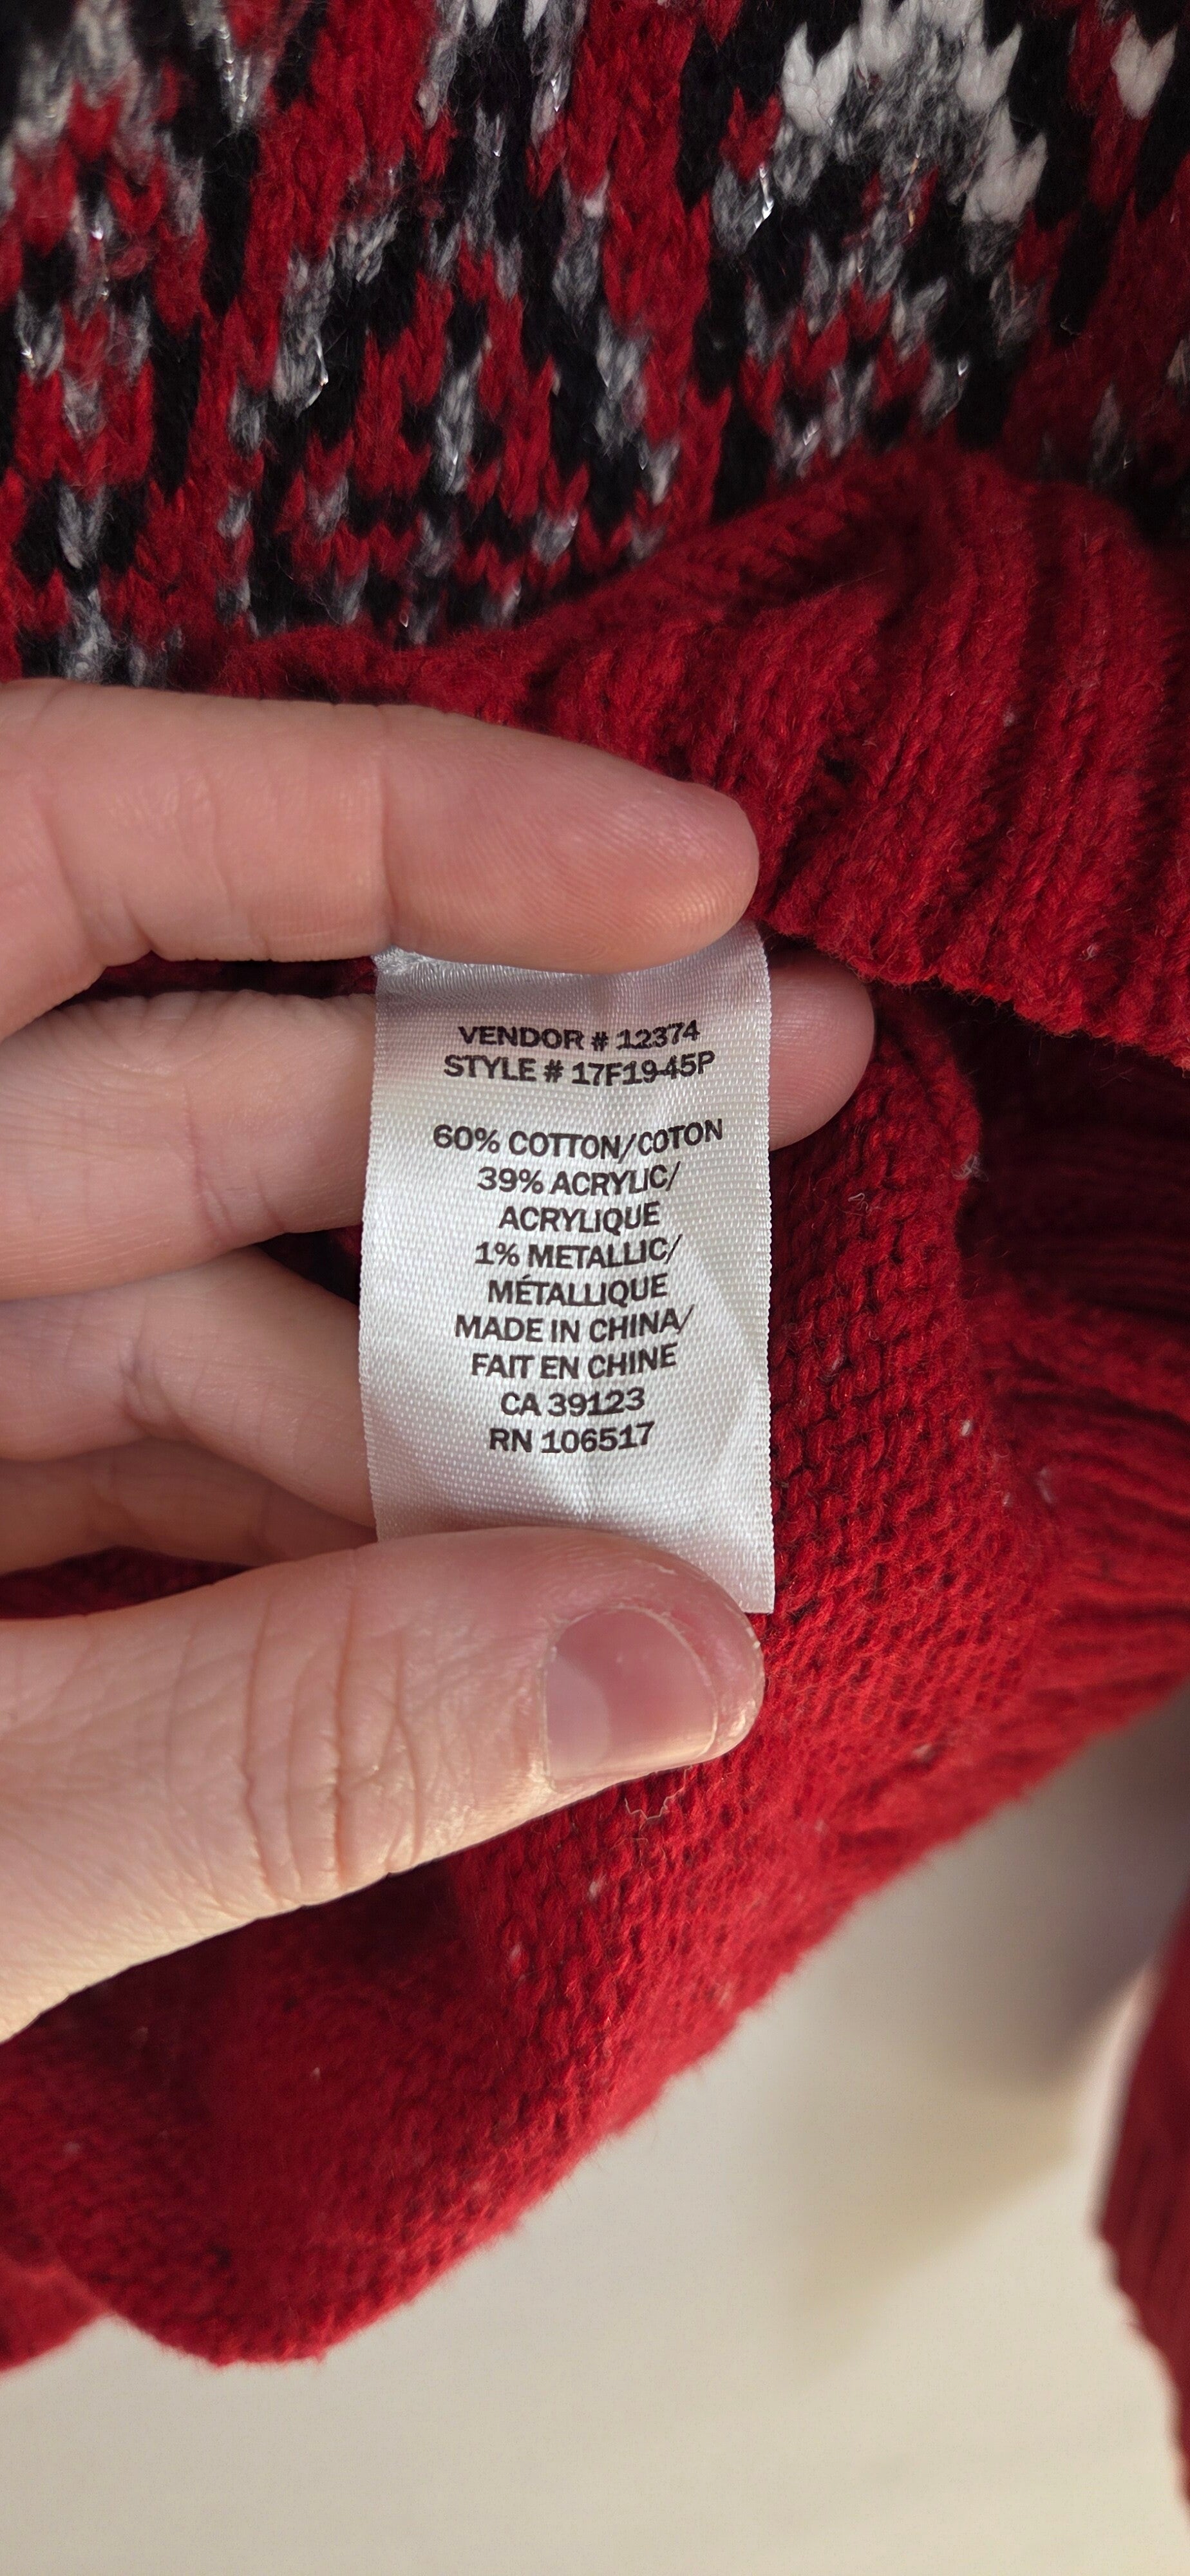 VENDOR # 12374
STYLE # 17F1945P
60% COTTON/COTON
39% ACRYLIC/
ACRYLIQUE
1% METALLIC/
MÉTALLIQUE
MADE IN CHINA/
FAIT EN CHINE
CA 39123
RN 106517